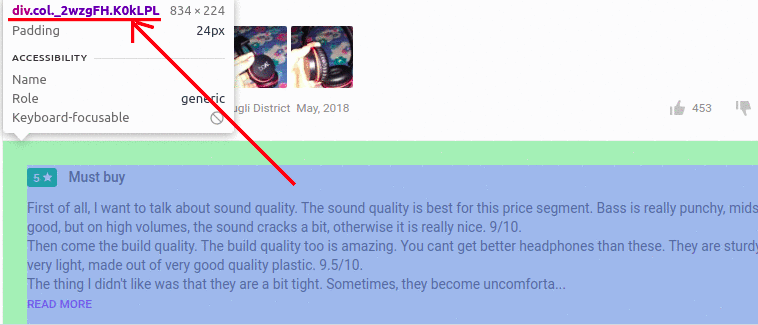 div.col._2wzgFH.K0kLPL 834 × 224
Padding 24px
ACCESSIBILITY
Name
Role generic
Keyboard-focusable
ugli District May, 2018
453
5 ★ Must buy
First of all, I want to talk about sound quality. The sound quality is best for this price segment. Bass is really punchy, mids
good, but on high volumes, the sound cracks a bit, otherwise it is really nice. 9/10.
Then come the build quality. The build quality too is amazing. You cant get better headphones than these. They are sturdy
very light, made out of very good quality plastic. 9.5/10.
The thing I didn't like was that they are a bit tight. Sometimes, they become uncomforta...
READ MORE